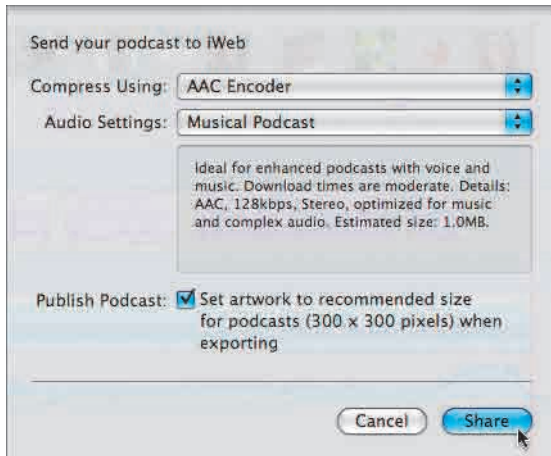 Send your podcast to iWeb
Compress Using: AAC Encoder
Audio Settings: Musical Podcast
Ideal for enhanced podcasts with voice and
music. Download times are moderate. Details:
AAC, 128kbps, Stereo, optimized for music
and complex audio. Estimated size: 1.0MB.
Publish Podcast: Set artwork to recommended size
for podcasts (300 x 300 pixels) when
exporting
Cancel Share